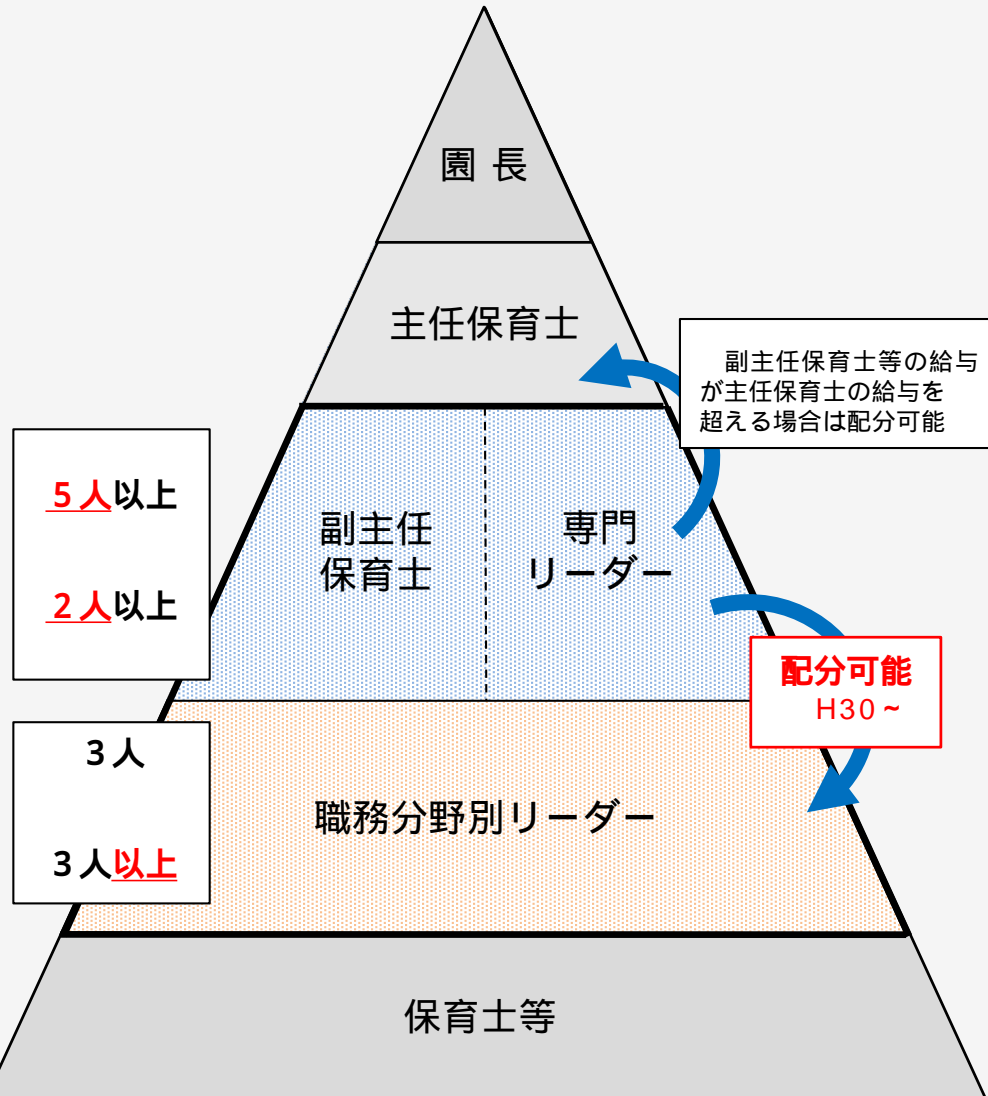 園 長
主任保育士
副主任保育士等の給与
が主任保育士の給与を
超える場合は配分可能
5人以上
2人以上
副主任
保育士
専門
リーダー
配分可能
H30~
3人
3人以上
職務分野別リーダー
保育士等